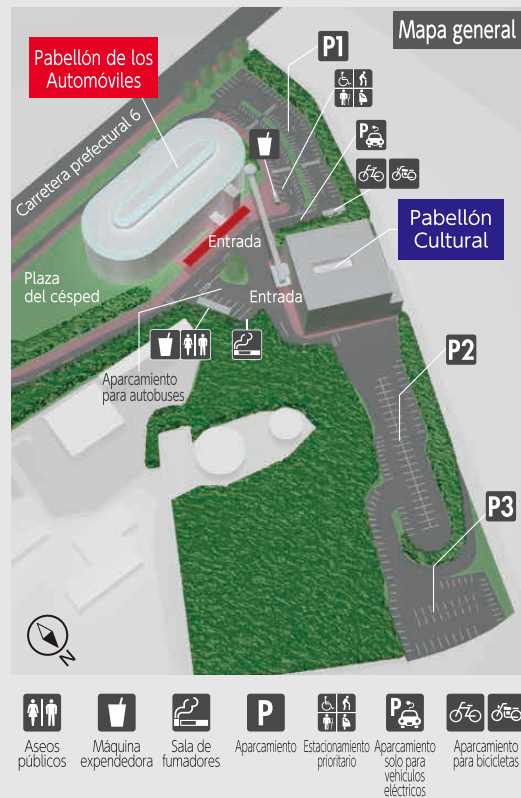 Mapa general
Pabellón de los
Automóviles
P1
Carretera prefectural 6
P
Pabellón
Cultural
Entrada
Plaza
del césped
Entrada
Aparcamiento
para autobuses
P2
P3
N
Aseos
públicos
Máquina
expendedora
Sala de
fumadores
P
Aparcamiento
Estacionamiento
prioritario
P
Aparcamiento
solo para
vehículos
eléctricos
Aparcamiento
para bicicletas